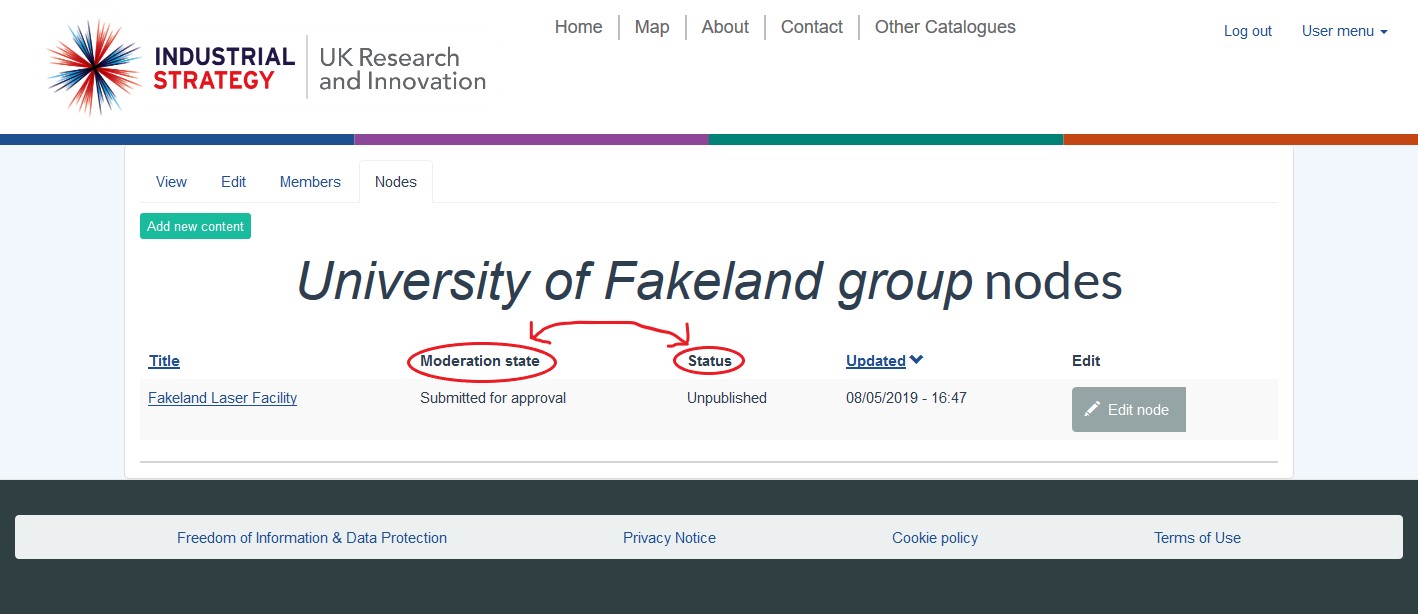 INDUSTRIAL
STRATEGY
UK Research
and Innovation
Home Map About Contact Other Catalogues
Log out User menu
View Edit Members Nodes
Add new content
University of Fakeland group nodes
Title Moderation state Status Updated Edit
Fakeland Laser Facility Submitted for approval Unpublished 08/05/2019 - 16:47 Edit node
Freedom of Information & Data Protection Privacy Notice Cookie policy Terms of Use